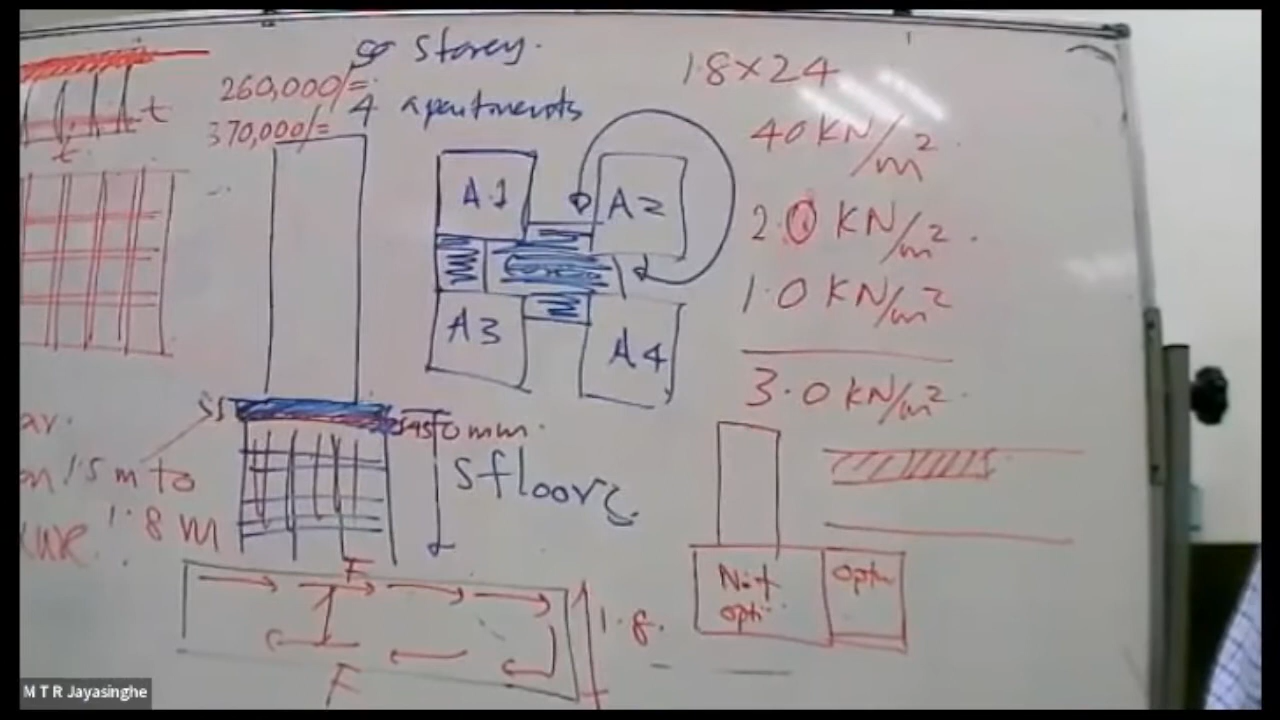 storey.
260,000/=
4 apartments
370,000/=
t
t
A1
A2
A3
A4
1.8×24
40 KN/m².
2.0 KN/m².
1.0 KN/m²
3.0 KN/m².
mm.
5 floors
m to
1.8 m
F
F
1.8.
Not
opti
Opti
M T R Jayasinghe